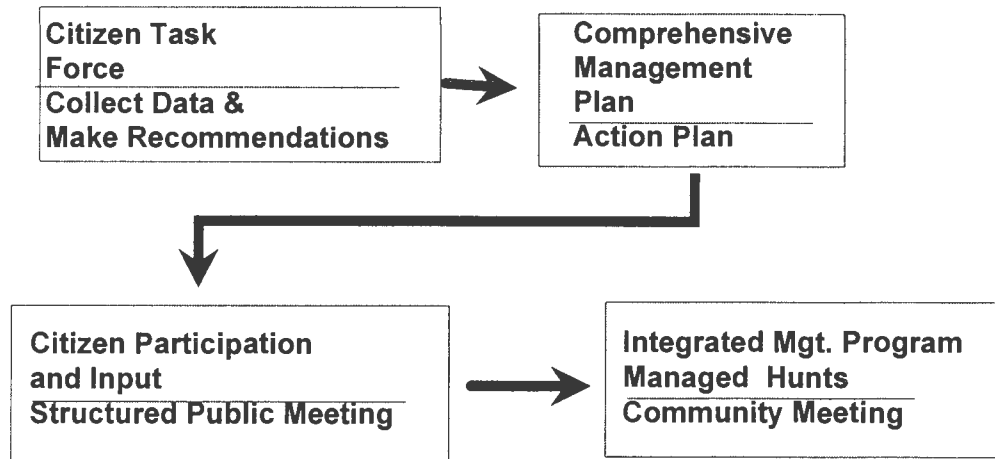 Citizen Task
Force
Collect Data &
Make Recommendations
Comprehensive
Management
Plan
Action Plan
Citizen Participation
and Input
Structured Public Meeting
Integrated Mgt. Program
Managed Hunts
Community Meeting